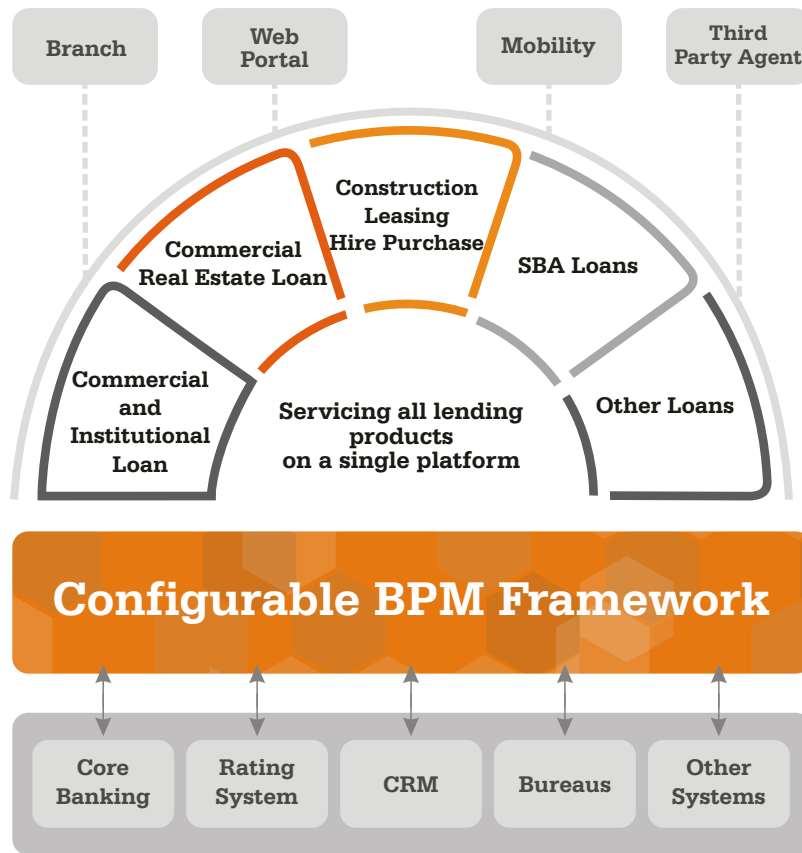 Branch
Web
Portal
Mobility
Third
Party Agent
Construction
Leasing
Hire Purchase
Commercial
Real Estate Loan
SBA Loans
Commercial
and
Institutional
Loan
Other Loans
Servicing all lending
products
on a single platform
Configurable BPM Framework
Core
Banking
Rating
System
CRM
Bureaus
Other
Systems